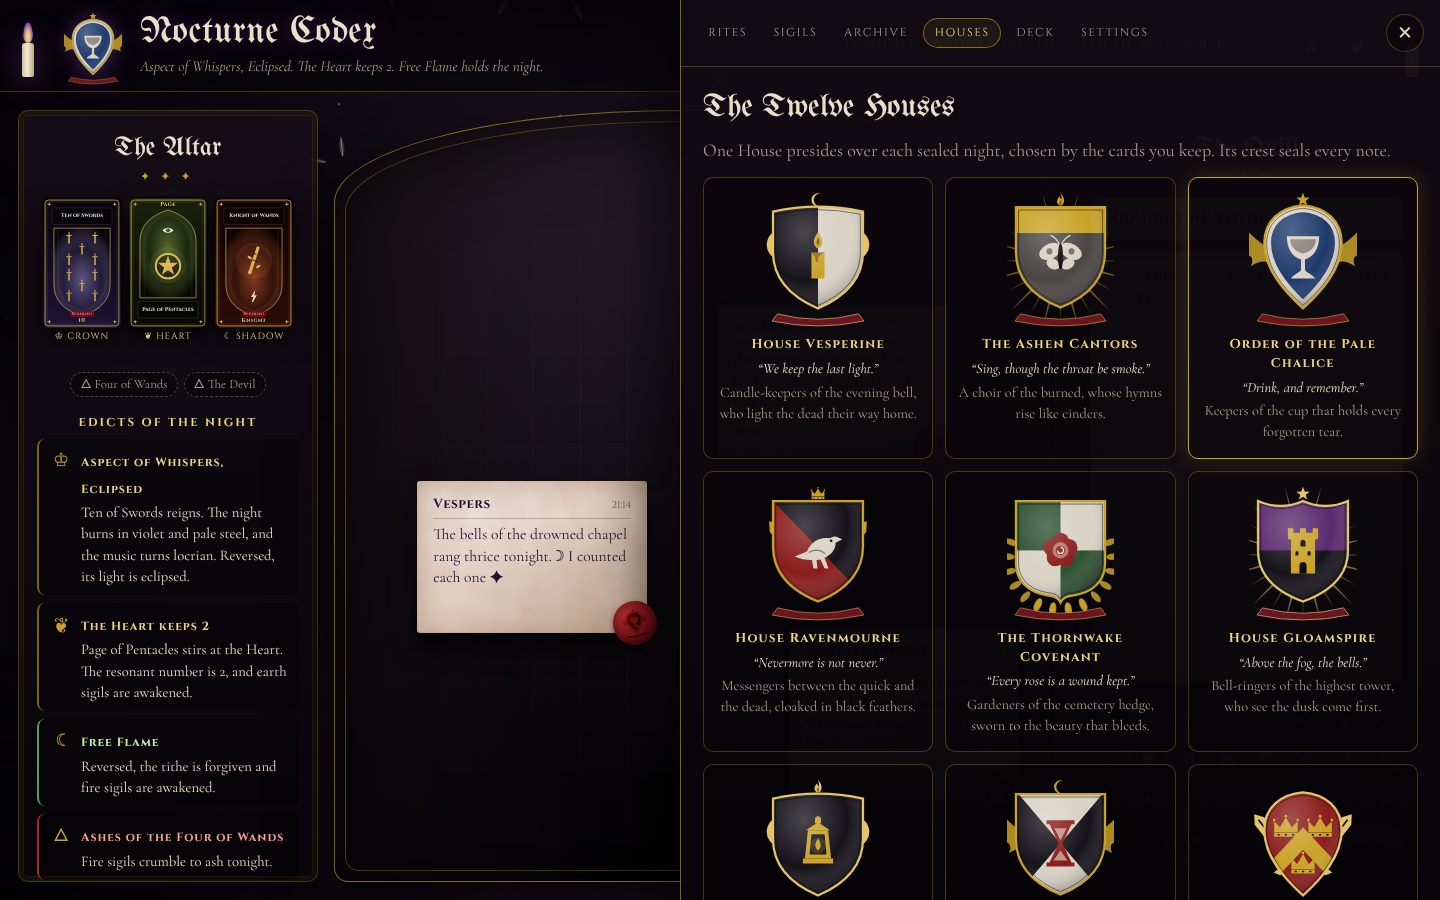 Nocturne Codex
Aspect of Whispers, Eclipsed. The Heart keeps 2. Free Flame holds the night.
The Altar
TEN OF SWORDS
REVERSED
10
PAGE
PAGE OF PENTACLES
KNIGHT OF WANDS
REVERSED
KNIGHT
CROWN
HEART
SHADOW
Four of Wands
The Devil
EDICTS OF THE NIGHT
ASPECT OF WHISPERS,
ECLIPSED
Ten of Swords reigns. The night
burns in violet and pale steel, and
the music turns locrian. Reversed,
its light is eclipsed.
THE HEART KEEPS 2
Page of Pentacles stirs at the Heart.
The resonant number is 2, and earth
sigils are awakened.
FREE FLAME
Reversed, the tithe is forgiven and
fire sigils are awakened.
ASHES OF THE FOUR OF WANDS
Fire sigils crumble to ash tonight.
VESPERS
21:14
The bells of the drowned chapel
rang thrice tonight. ☽ I counted
each one ✦
RITES
SIGILS
ARCHIVE
HOUSES
DECK
SETTINGS
The Twelve Houses
One House presides over each sealed night, chosen by the cards you keep. Its crest seals every note.
HOUSE VESPERINE
“We keep the last light.”
Candle-keepers of the evening bell,
who light the dead their way home.
THE ASHEN CANTORS
“Sing, though the throat be smoke.”
A choir of the burned, whose hymns
rise like cinders.
ORDER OF THE PALE
CHALICE
“Drink, and remember.”
Keepers of the cup that holds every
forgotten tear.
HOUSE RAVENMOURNE
“Nevermore is not never.”
Messengers between the quick and
the dead, cloaked in black feathers.
THE THORNWAKE
COVENANT
“Every rose is a wound kept.”
Gardeners of the cemetery hedge,
sworn to the beauty that bleeds.
HOUSE GLOAMSPIRE
“Above the fog, the bells.”
Bell-ringers of the highest tower,
who see the dusk come first.